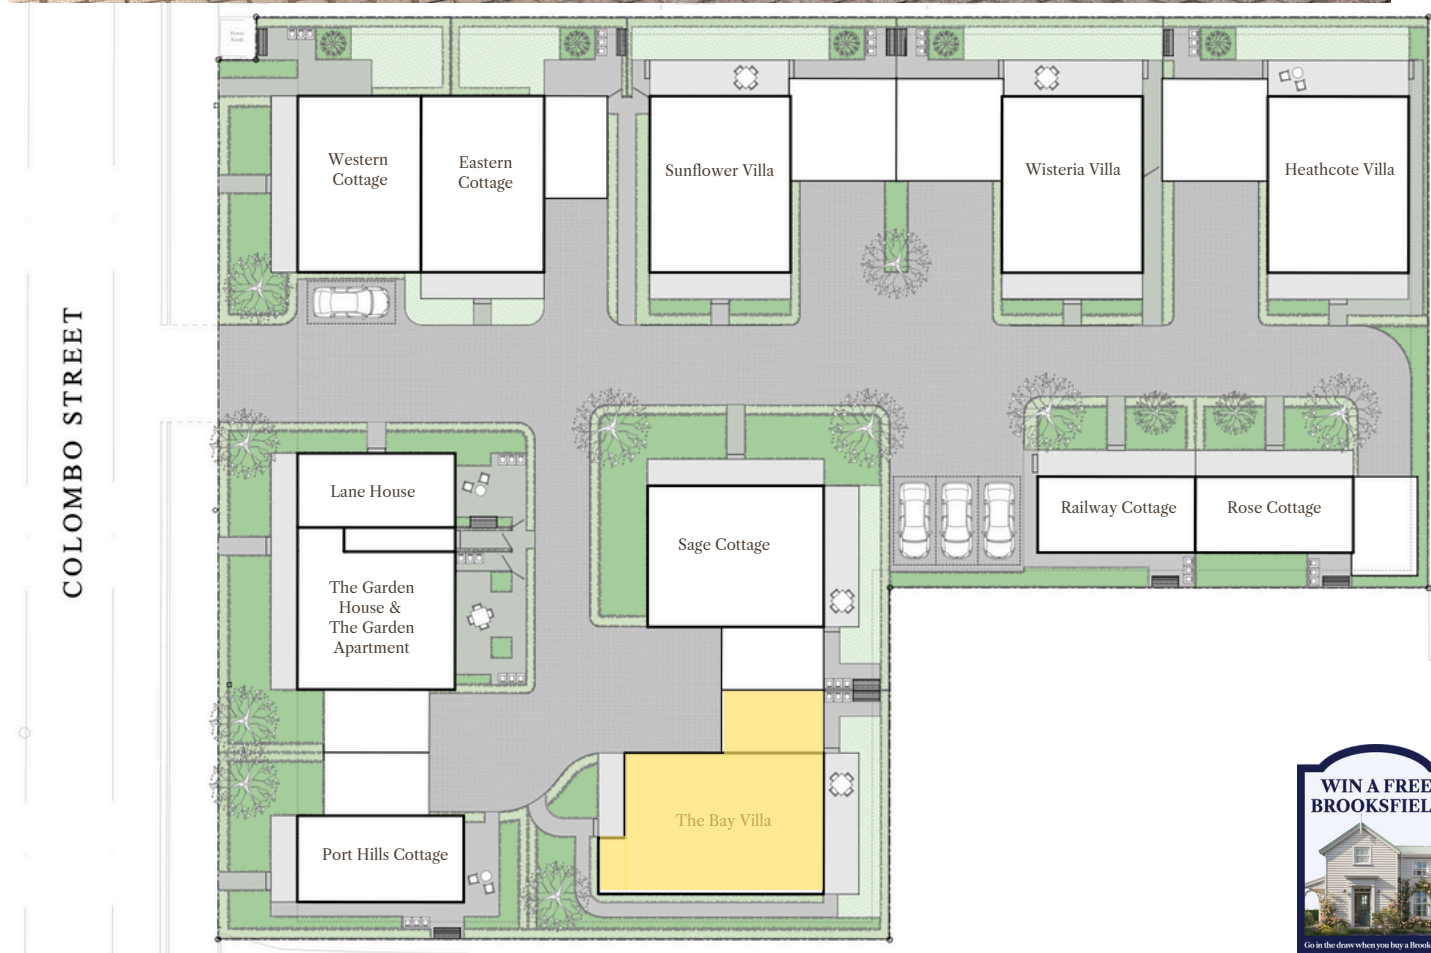 Power
Kiosk
Western
Cottage
Eastern
Cottage
Sunflower Villa
Wisteria Villa
Heathcote Villa
COLOMBO STREET
Lane House
The Garden
House &
The Garden
Apartment
Sage Cottage
Railway Cottage
Rose Cottage
The Bay Villa
Port Hills Cottage
WIN A FREE
BROOKSFIEL
Go in the draw when you buy a Brook